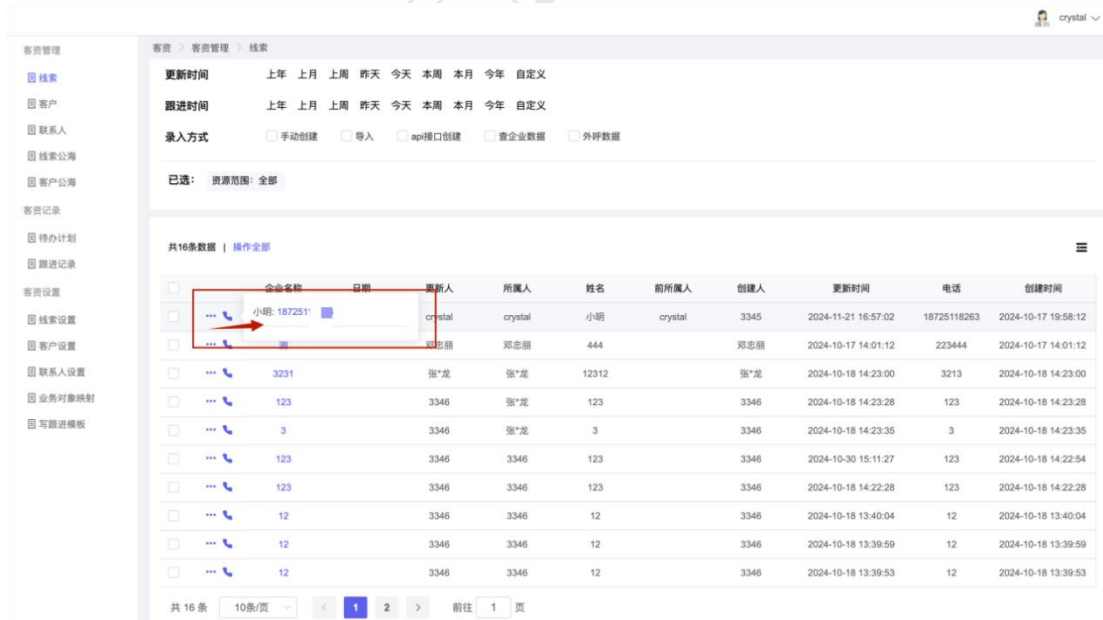 crystal
客资管理
线索
客户
联系人
线索公海
客户公海
客资记录
待办计划
跟进记录
客资设置
线索设置
客户设置
联系人设置
业务对象映射
写跟进模板
客资 > 客资管理 > 线索
更新时间 上年 上月 上周 昨天 今天 本周 本月 今年 自定义
跟进时间 上年 上月 上周 昨天 今天 本周 本月 今年 自定义
录入方式 手动创建 导入 api接口创建 查企业数据 外呼数据
已选: 资源范围: 全部
共16条数据 | 操作全部
企业名称 日期 更新人 所属人 姓名 前所属人 创建人 更新时间 电话 创建时间
小明: 187251
crystal crystal 小明 crystal 3345 2024-11-21 16:57:02 18725118263 2024-10-17 19:58:12
邓忠丽 邓忠丽 444 邓忠丽 2024-10-17 14:01:12 223444 2024-10-17 14:01:12
3231 张*龙 张*龙 12312 张*龙 2024-10-18 14:23:00 3213 2024-10-18 14:23:00
123 3346 张*龙 123 3346 2024-10-18 14:23:28 123 2024-10-18 14:23:28
3 3346 张*龙 3 3346 2024-10-18 14:23:35 3 2024-10-18 14:23:35
123 3346 3346 123 3346 2024-10-30 15:11:27 123 2024-10-18 14:22:54
123 3346 3346 123 3346 2024-10-18 14:22:28 123 2024-10-18 14:22:28
12 3346 3346 12 3346 2024-10-18 13:40:04 12 2024-10-18 13:40:04
12 3346 3346 12 3346 2024-10-18 13:39:59 12 2024-10-18 13:39:59
12 3346 3346 12 3346 2024-10-18 13:39:53 12 2024-10-18 13:39:53
共 16 条 10条/页 < 1 2 > 前往 1 页